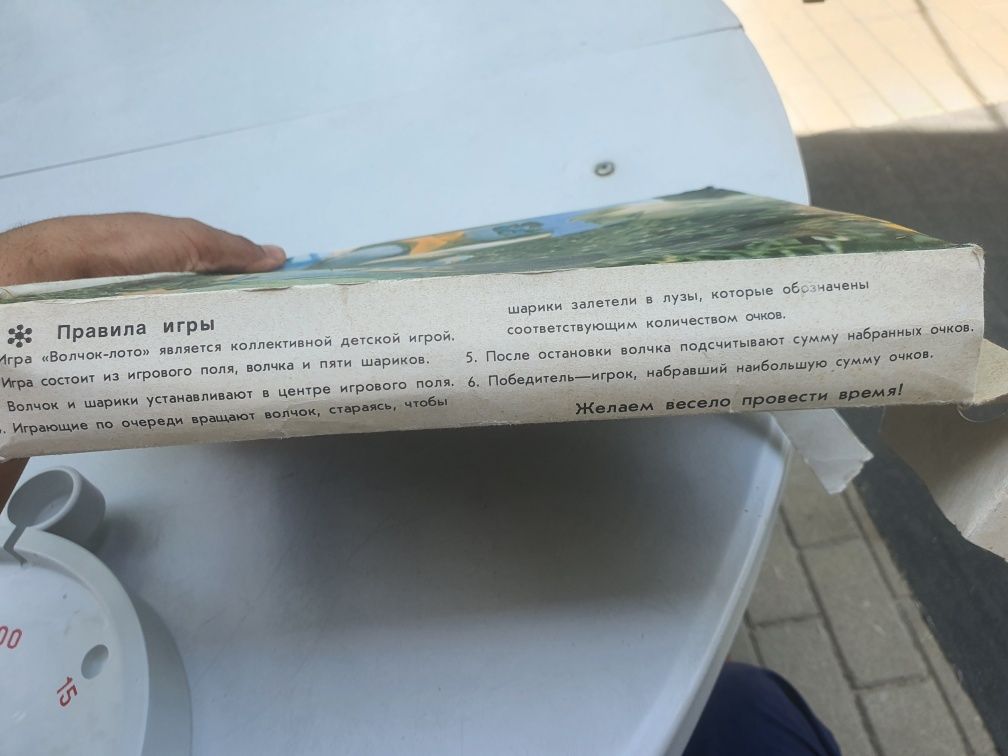 Правила игры
Игра «Волчок-лото» является коллективной детской игрой.
Игра состоит из игрового поля, волчка и пяти шариков.
Волчок и шарики устанавливают в центре игрового поля.
. Играющие по очереди вращают волчок, стараясь, чтобы
шарики залетели в лузы, которые обозначены
соответствующим количеством очков.
5. После остановки волчка подсчитывают сумму набранных очков.
6. Победитель—игрок, набравший наибольшую сумму очков.
Желаем весело провести время!
00
15